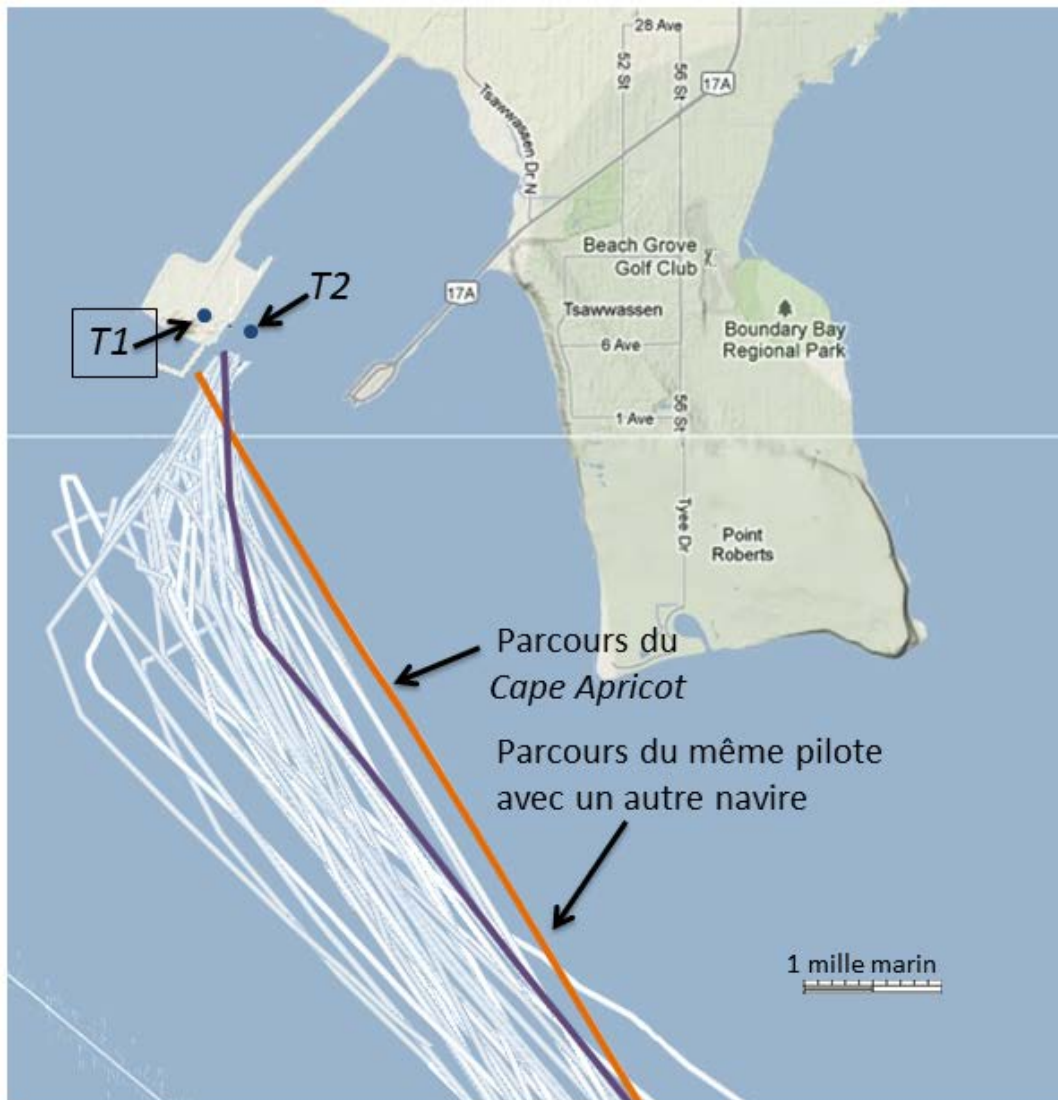 28 Ave
52 St
56 St
17A
Tsawwassen Dr N
Beach Grove
Golf Club
T2
17A
T1
Tsawwassen
Boundary Bay
Regional Park
6 Ave
56 St
1 Ave
Tyee Dr
Point
Roberts
Parcours du
Cape Apricot
Parcours du même pilote
avec un autre navire
1 mille marin